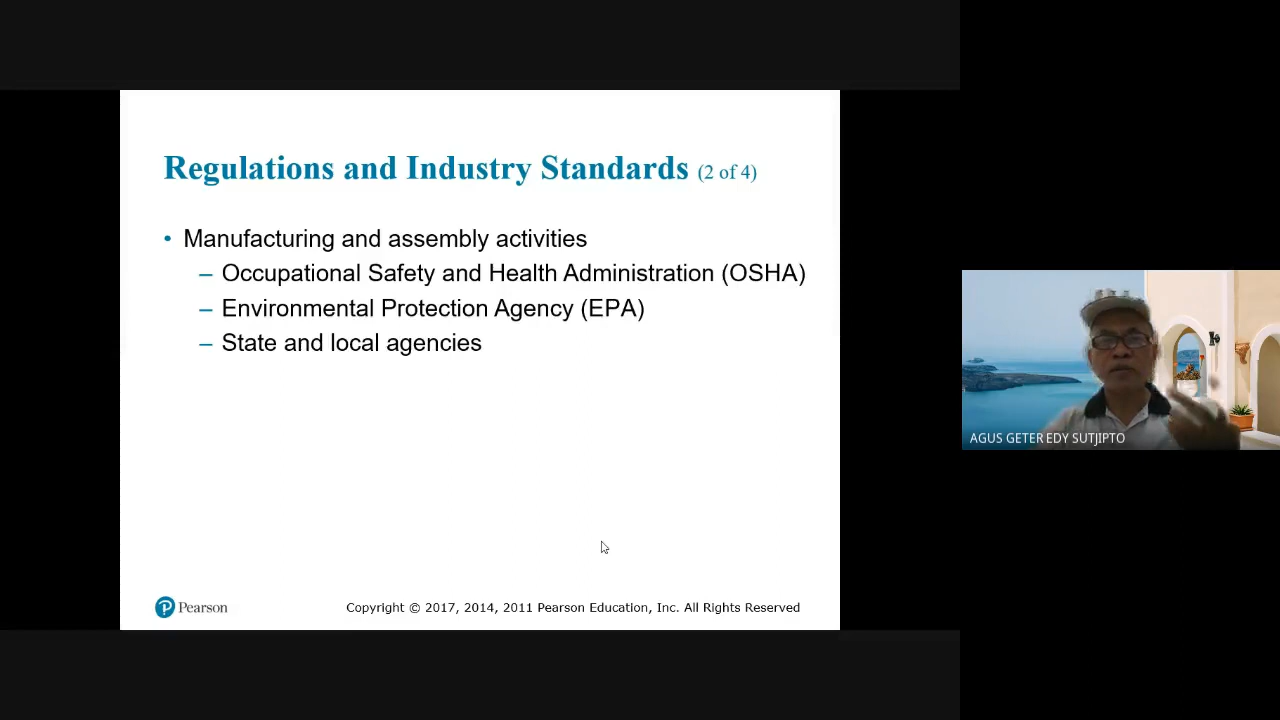 Regulations and Industry Standards (2 of 4)
• Manufacturing and assembly activities
– Occupational Safety and Health Administration (OSHA)
– Environmental Protection Agency (EPA)
– State and local agencies
Pearson
Copyright © 2017, 2014, 2011 Pearson Education, Inc. All Rights Reserved
AGUS GETER EDY SUTJIPTO